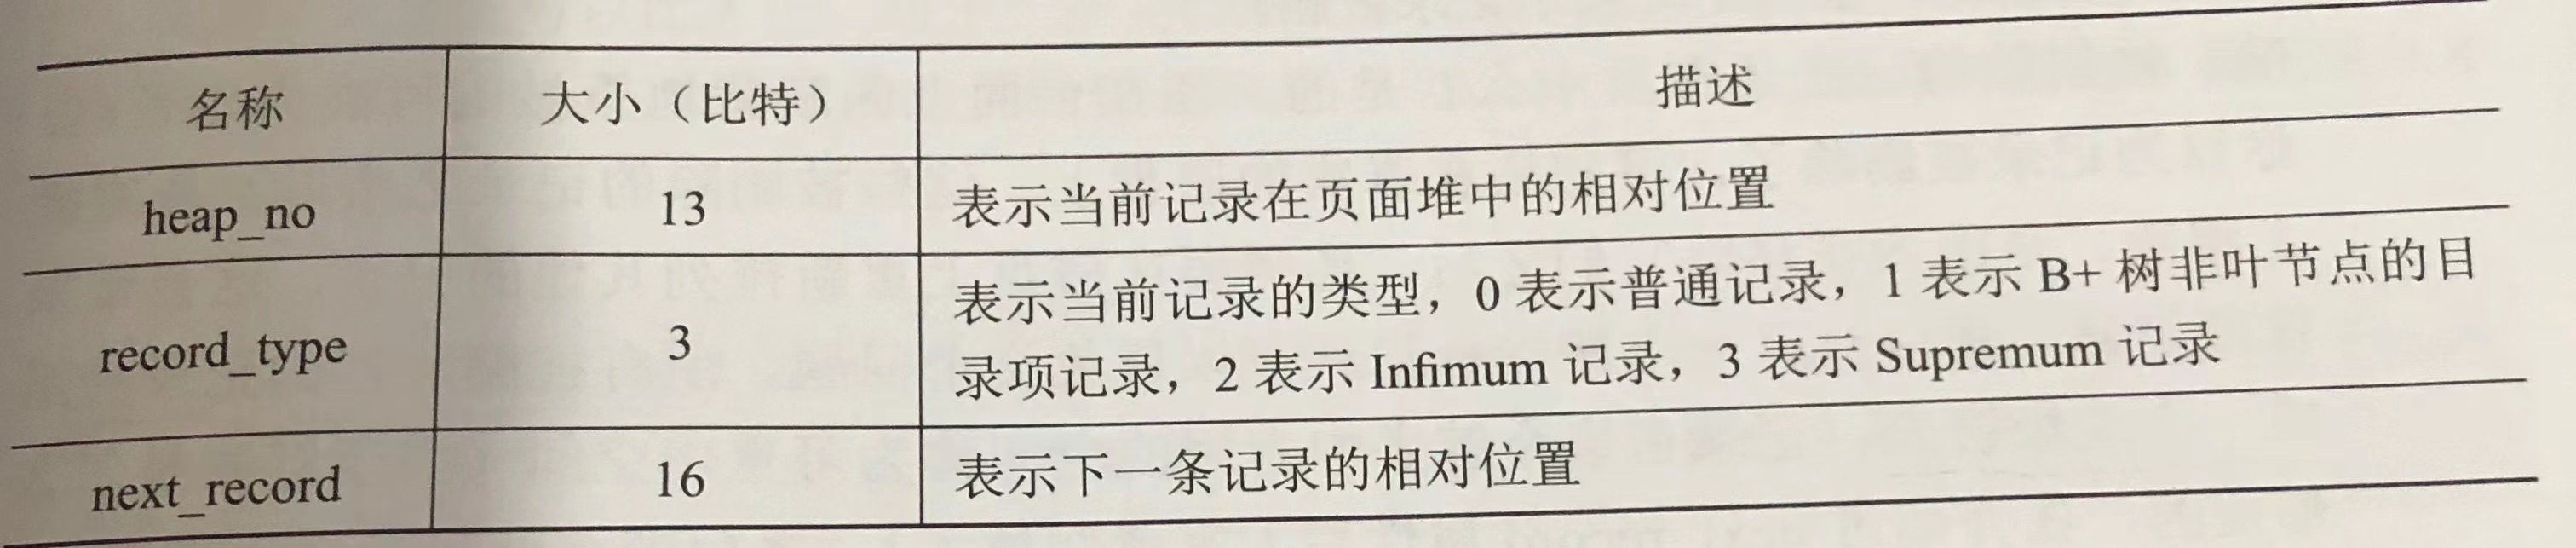 名称 大小（比特） 描述
heap_no 13 表示当前记录在页面堆中的相对位置
record_type 3 表示当前记录的类型，0 表示普通记录，1 表示 B+ 树非叶节点的目
录项记录，2 表示 Infimum 记录，3 表示 Supremum 记录
next_record 16 表示下一条记录的相对位置